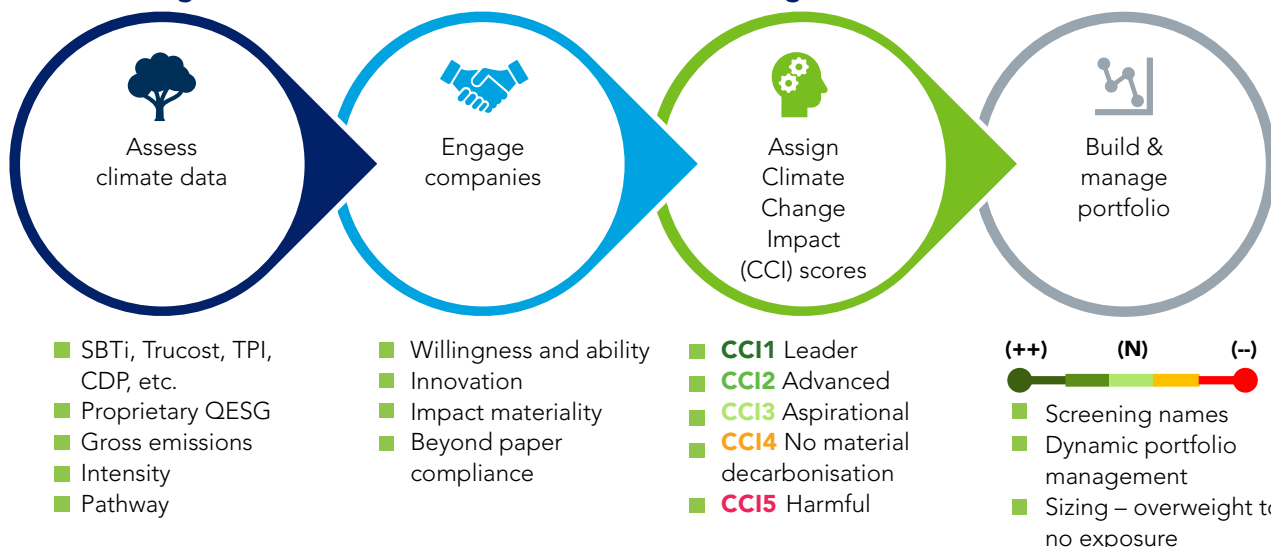 Assess
climate data
Engage
companies
Assign
Climate
Change
Impact
(CCI) scores
Build &
manage
portfolio
SBTi, Trucost, TPI,
CDP, etc.
Proprietary QESG
Gross emissions
Intensity
Pathway
Willingness and ability
Innovation
Impact materiality
Beyond paper
compliance
CCI1 Leader
CCI2 Advanced
CCI3 Aspirational
CCI4 No material
decarbonisation
CCI5 Harmful
(++) (N) (--)
Screening names
Dynamic portfolio
management
Sizing – overweight to
no exposure